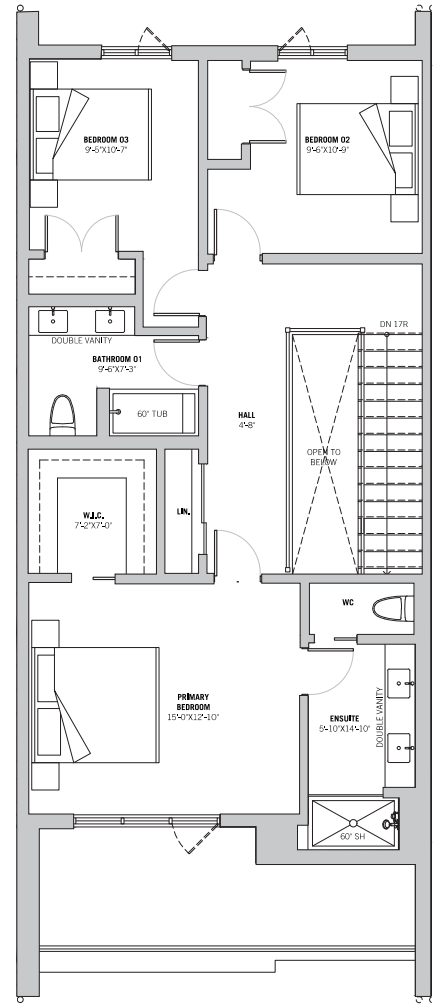 BEDROOM 03
9'-5"X10'-7"
BEDROOM 02
9'-6"X10'-9"
DN 17R
DOUBLE VANITY
BATHROOM 01
9'-6"X7'-3"
60" TUB
HALL
4'-8"
OPEN TO
BELOW
W.I.C.
7'-2"X7'-0"
LIN.
WC
PRIMARY
BEDROOM
15'-0"X12'-10"
ENSUITE
5'-10"X14'-10"
DOUBLE VANITY
60" SH